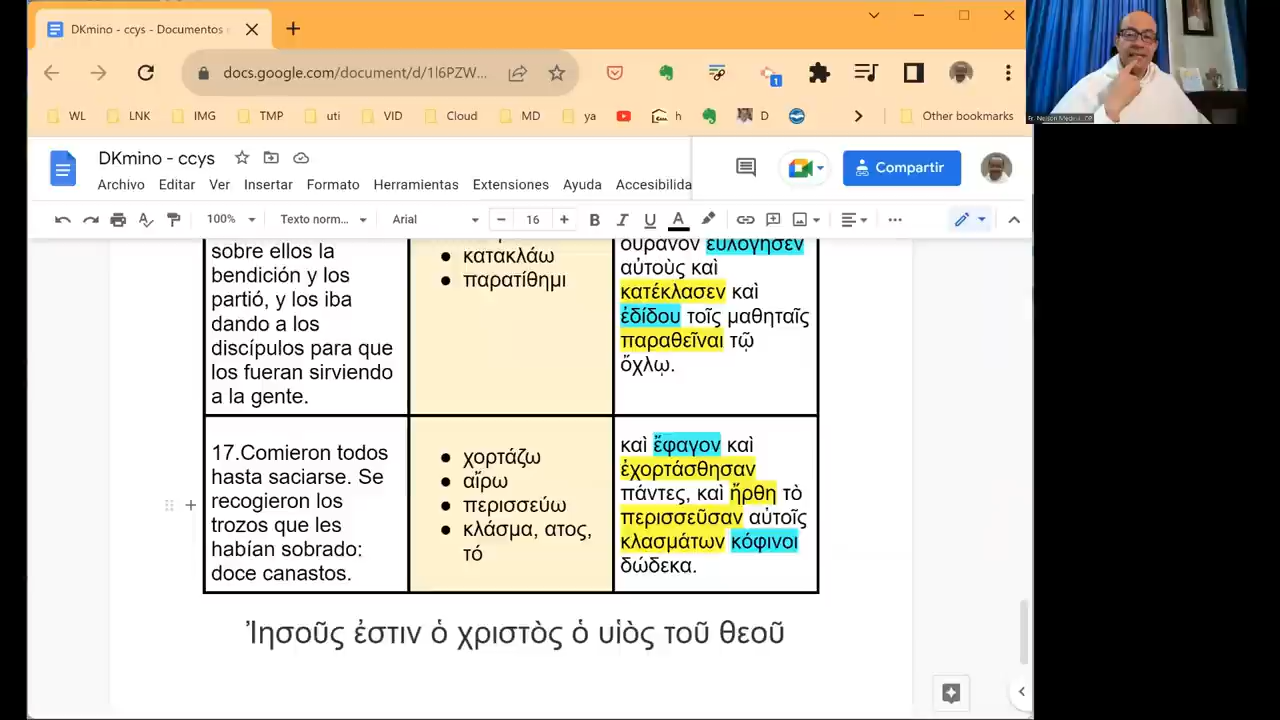 DKmino - ccys - Documentos
docs.google.com/document/d/1I6PZW...
1
WL LNK IMG TMP uti VID Cloud MD ya h D Other bookmarks
DKmino - ccys
Archivo Editar Ver Insertar Formato Herramientas Extensiones Ayuda Accesibilida
Compartir
100% Texto norm... Arial 16 B I U A
sobre ellos la
bendición y los
partió, y los iba
dando a los
discípulos para que
los fueran sirviendo
a la gente.
κατακλάω
παρατίθημι
οὐρανὸν εὐλόγησεν
αὐτοὺς καὶ
κατέκλασεν καὶ
ἐδίδου τοῖς μαθηταῖς
παραθεῖναι τῷ
ὄχλῳ.
17.Comieron todos
hasta saciarse. Se
recogieron los
trozos que les
habían sobrado:
doce canastos.
χορτάζω
αἴρω
περισσεύω
κλάσμα, ατος,
τό
καὶ ἔφαγον καὶ
ἐχορτάσθησαν
πάντες, καὶ ἤρθη τὸ
περισσεῦσαν αὐτοῖς
κλασμάτων κόφινοι
δώδεκα.
Ἰησοῦς ἐστιν ὁ χριστὸς ὁ υἱὸς τοῦ θεοῦ